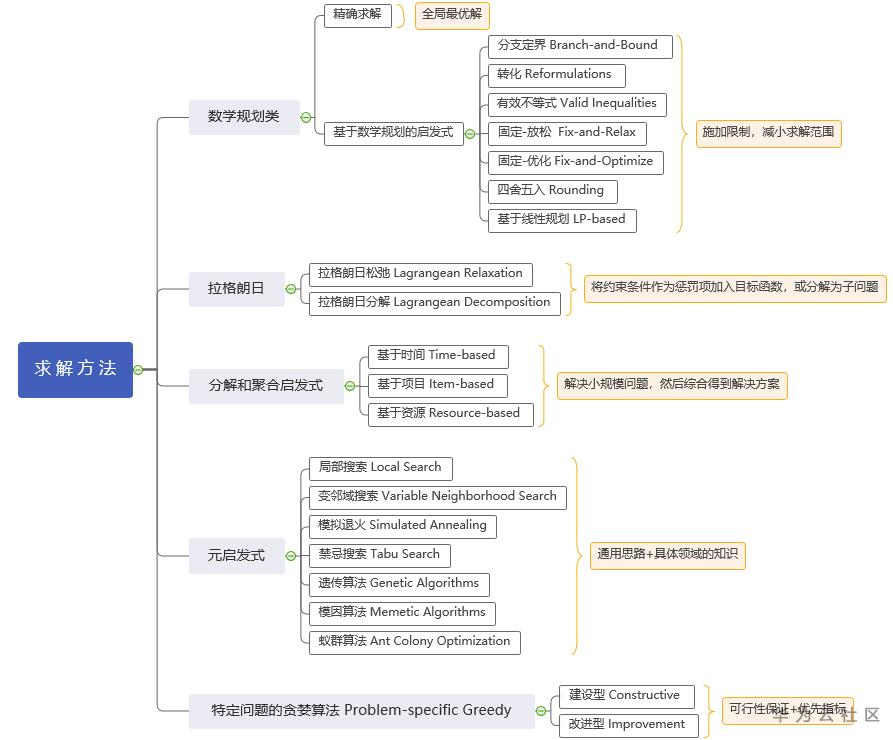 求解方法
数学规划类
精确求解
全局最优解
基于数学规划的启发式
分支定界 Branch-and-Bound
转化 Reformulations
有效不等式 Valid Inequalities
固定-放松 Fix-and-Relax
固定-优化 Fix-and-Optimize
四舍五入 Rounding
基于线性规划 LP-based
施加限制，减小求解范围
拉格朗日
拉格朗日松弛 Lagrangean Relaxation
拉格朗日分解 Lagrangean Decomposition
将约束条件作为惩罚项加入目标函数，或分解为子问题
分解和聚合启发式
基于时间 Time-based
基于项目 Item-based
基于资源 Resource-based
解决小规模问题，然后综合得到解决方案
元启发式
局部搜索 Local Search
变邻域搜索 Variable Neighborhood Search
模拟退火 Simulated Annealing
禁忌搜索 Tabu Search
遗传算法 Genetic Algorithms
模因算法 Memetic Algorithms
蚁群算法 Ant Colony Optimization
通用思路+具体领域的知识
特定问题的贪婪算法 Problem-specific Greedy
建设型 Constructive
改进型 Improvement
可行性保证+优先指标
华为云社区